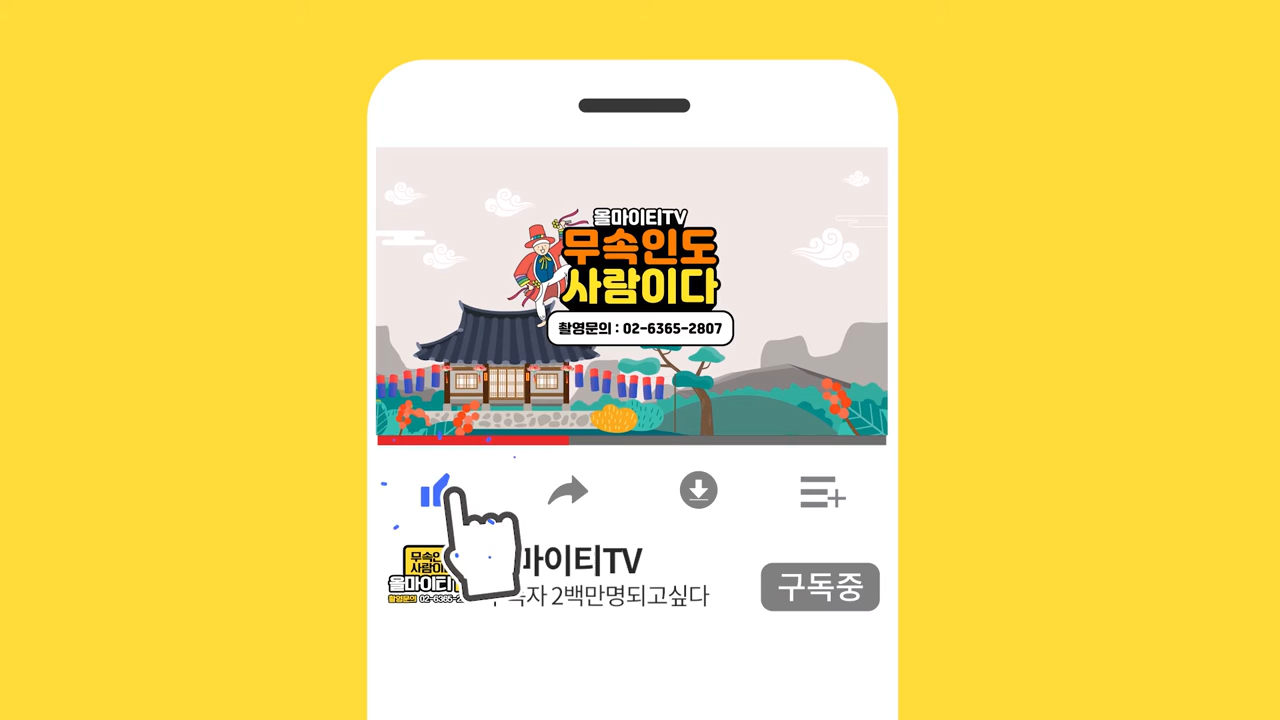 올마이티TV
무속인도
사람이다
촬영문의 : 02-6365-2807
무속인
사람이
올마이티
촬영문의 02-6365-2
마이티TV
독자 2백만명되고싶다
구독중